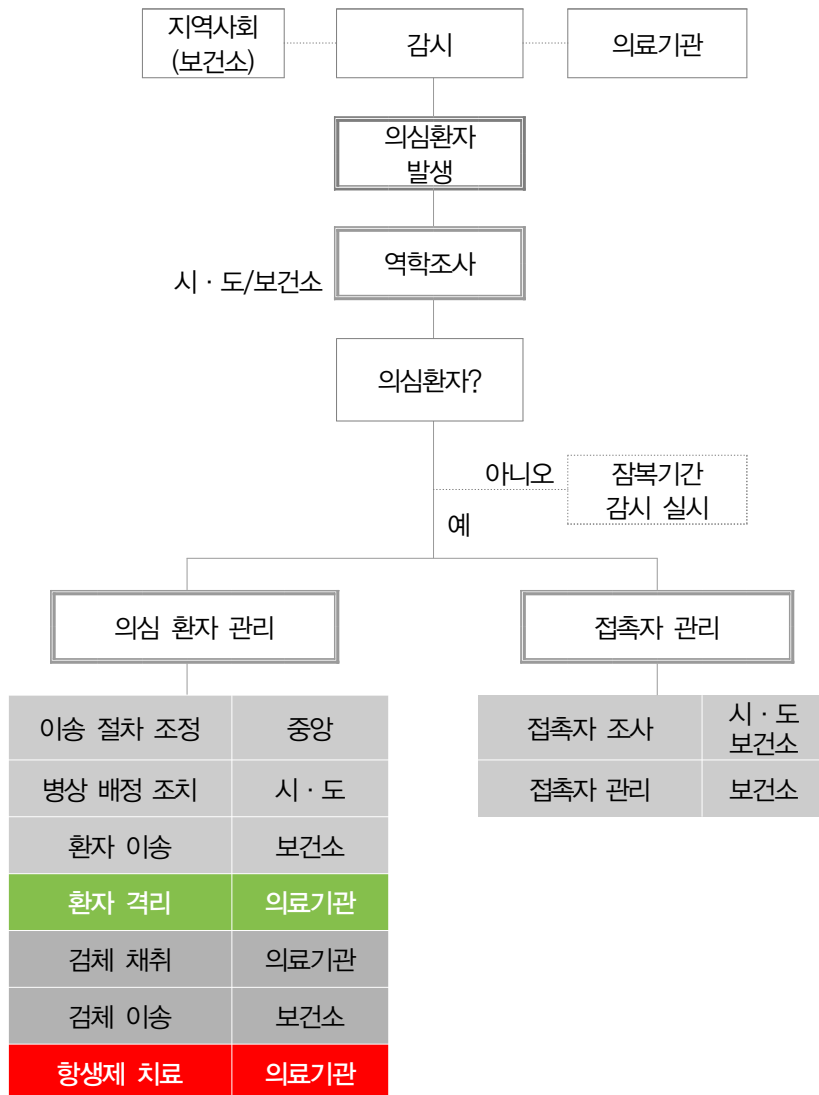 지역사회
(보건소)
감시
의료기관
의심환자
발생
역학조사
시 · 도/보건소
의심환자?
아니오
잠복기간
감시 실시
예
의심 환자 관리
접촉자 관리
이송 절차 조정 중앙
병상 배정 조치 시 · 도
환자 이송 보건소
환자 격리 의료기관
검체 채취 의료기관
검체 이송 보건소
항생제 치료 의료기관
접촉자 조사 시 · 도
보건소
접촉자 관리 보건소